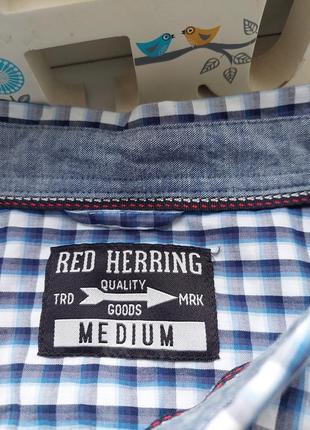 RED HERRING
QUALITY
TRD MRK
GOODS
MEDIUM